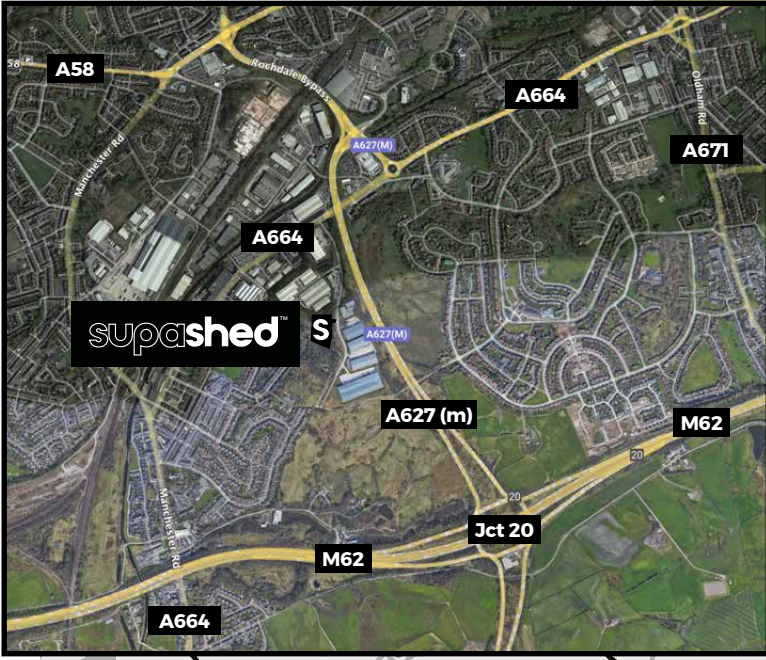 58
A58
Rochdale Bypass
A664
Oldham Rd
A671
Manchester Rd
A627(M)
A664
supashed™
S
A627(M)
A627 (m)
M62
20
20
Jct 20
Manchester Rd
M62
A664